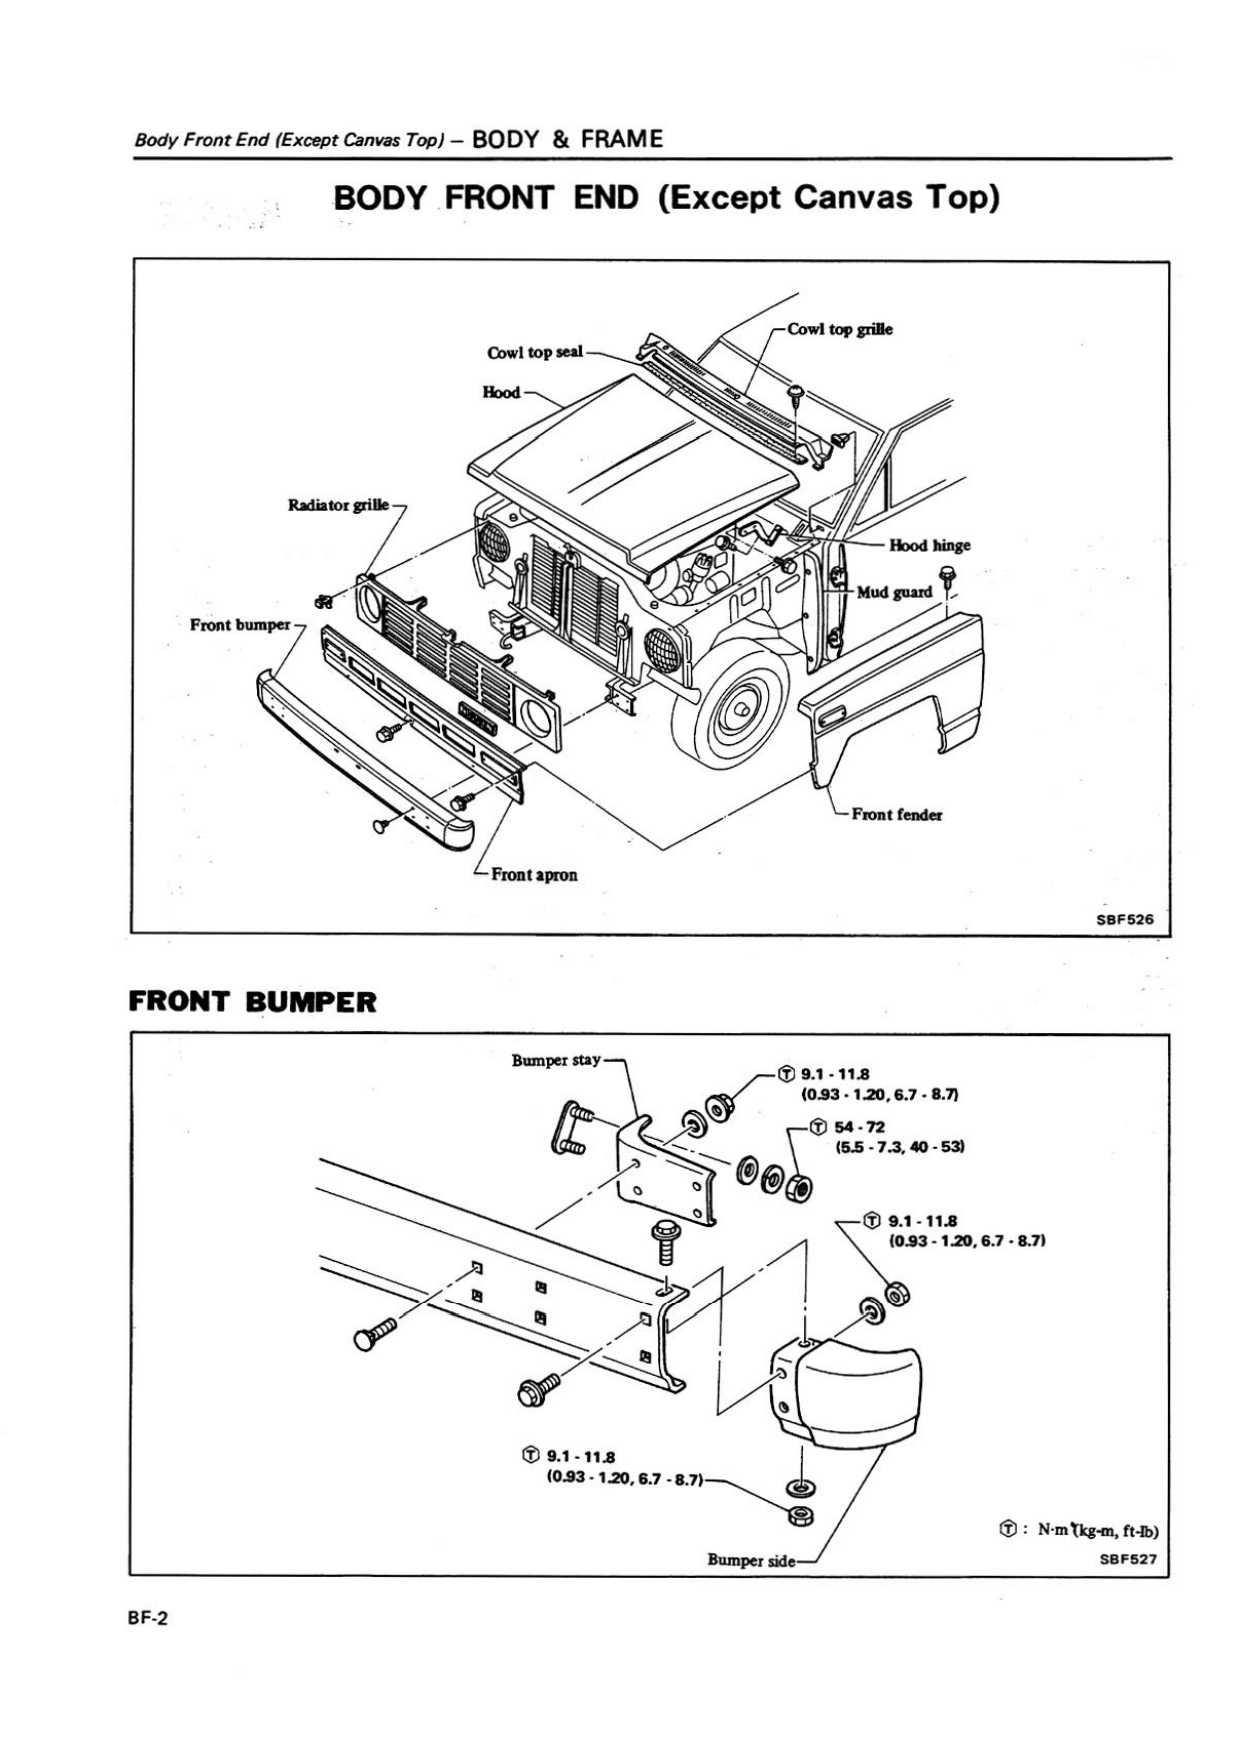 Body Front End (Except Canvas Top) — BODY & FRAME
BODY FRONT END (Except Canvas Top)
Cowl top grille
Cowl top seal
Hood
Radiator grille
Hood hinge
Mud guard
Front bumper
Front fender
Front apron
SBF526
FRONT BUMPER
Bumper stay
Ⓣ 9.1 - 11.8
(0.93 - 1.20, 6.7 - 8.7)
Ⓣ 54 - 72
(5.5 - 7.3, 40 - 53)
Ⓣ 9.1 - 11.8
(0.93 - 1.20, 6.7 - 8.7)
Ⓣ 9.1 - 11.8
(0.93 - 1.20, 6.7 - 8.7)
Ⓣ : N·m (kg-m, ft-lb)
Bumper side
SBF527
BF-2